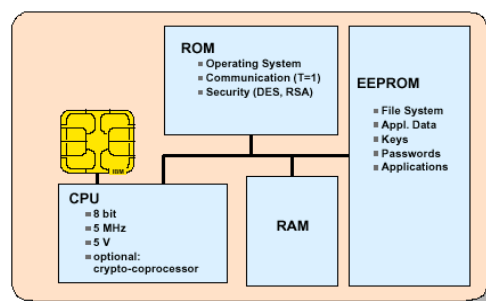 ROM
Operating System
Communication (T=1)
Security (DES, RSA)
EEPROM
File System
Appl. Data
Keys
Passwords
Applications
IBM
CPU
8 bit
5 MHz
5 V
optional:
crypto-coprocessor
RAM